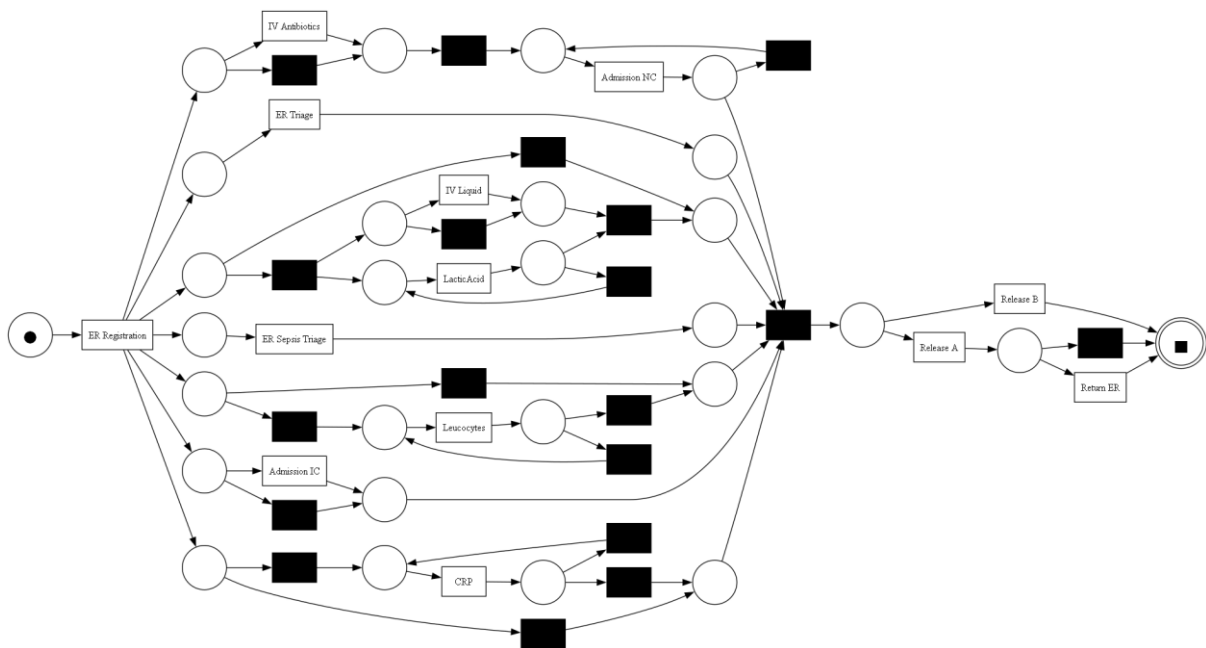 IV Antibiotics
Admission NC
ER Triage
IV Liquid
LacticAcid
Release B
ER Registration
ER Sepsis Triage
Release A
Return ER
Leucocytes
Admission IC
CRP